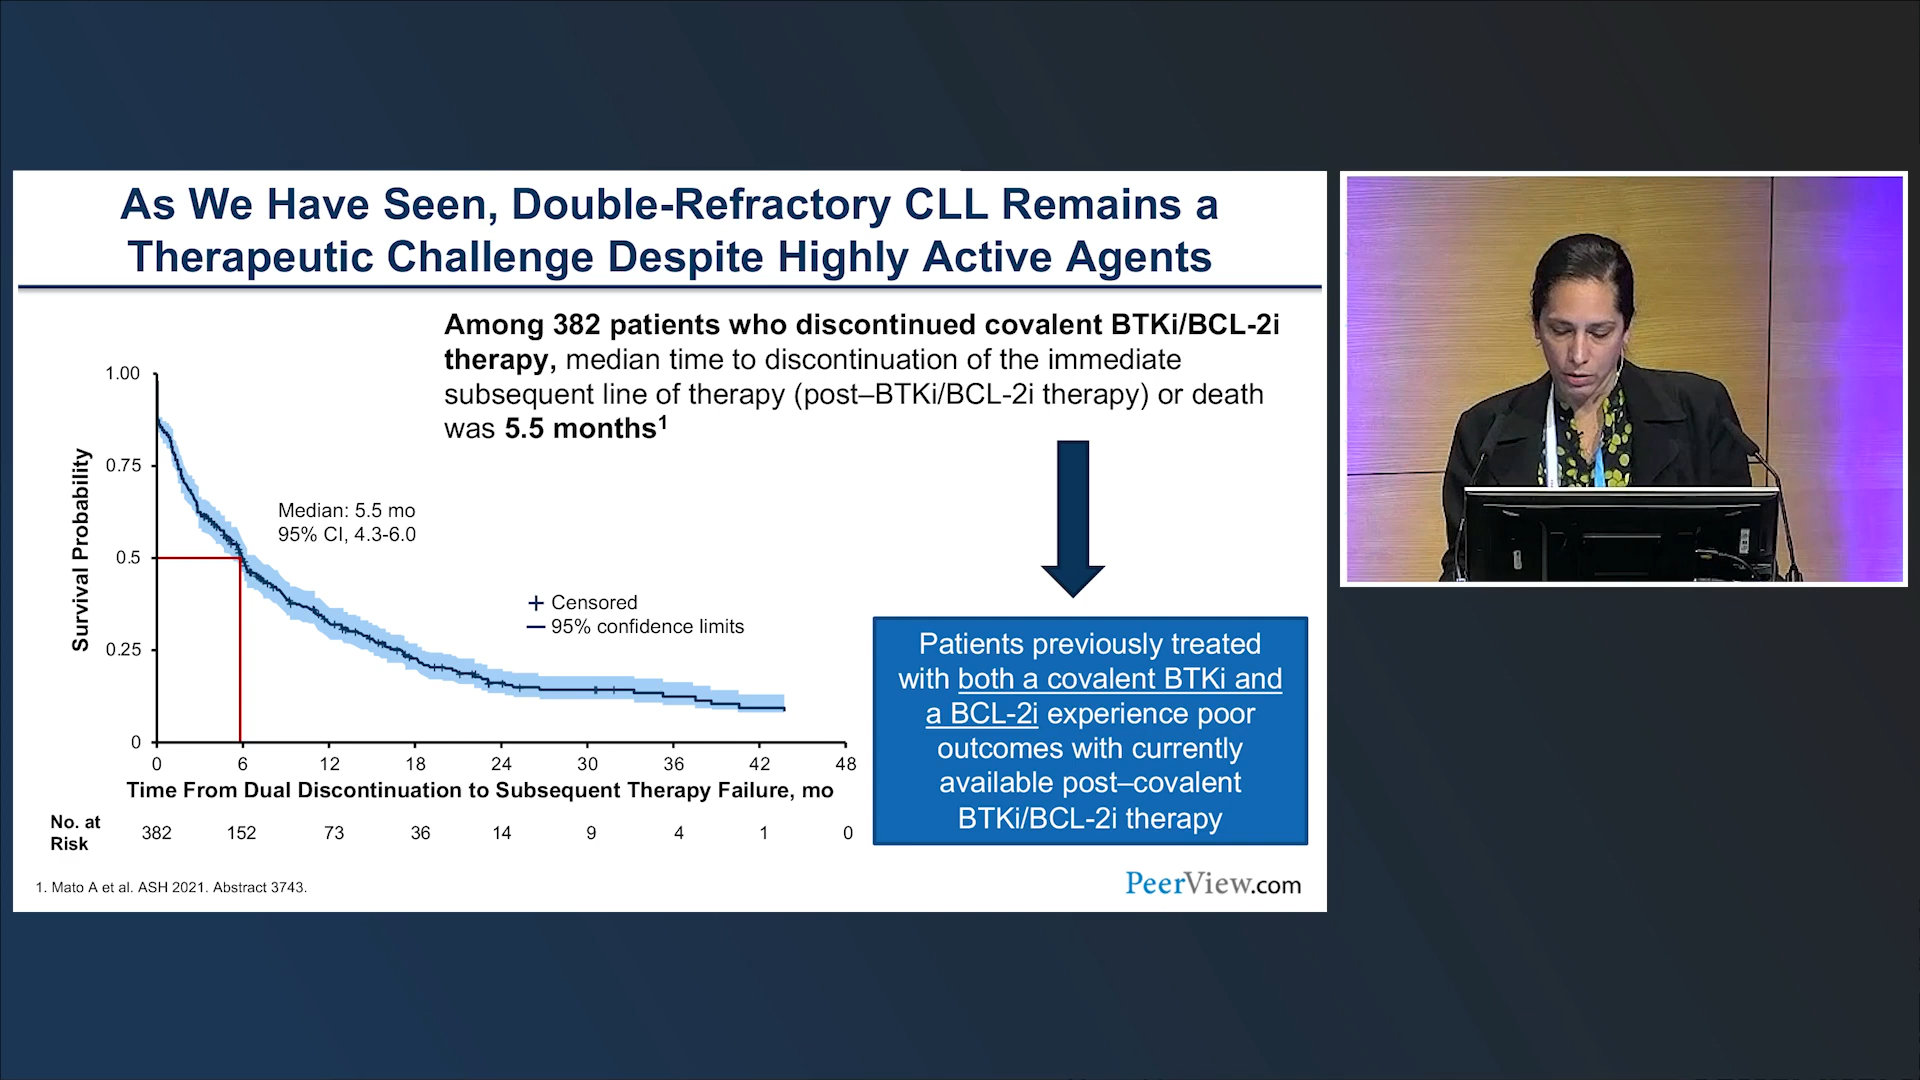 As We Have Seen, Double-Refractory CLL Remains a
Therapeutic Challenge Despite Highly Active Agents
Among 382 patients who discontinued covalent BTKi/BCL-2i
therapy, median time to discontinuation of the immediate
subsequent line of therapy (post–BTKi/BCL-2i therapy) or death
was 5.5 months¹
Survival Probability
1.00
0.75
0.5
0.25
0
Median: 5.5 mo
95% CI, 4.3-6.0
+ Censored
— 95% confidence limits
0 6 12 18 24 30 36 42 48
Time From Dual Discontinuation to Subsequent Therapy Failure, mo
No. at
Risk
382 152 73 36 14 9 4 1 0
Patients previously treated
with both a covalent BTKi and
a BCL-2i experience poor
outcomes with currently
available post–covalent
BTKi/BCL-2i therapy
1. Mato A et al. ASH 2021. Abstract 3743.
PeerView.com